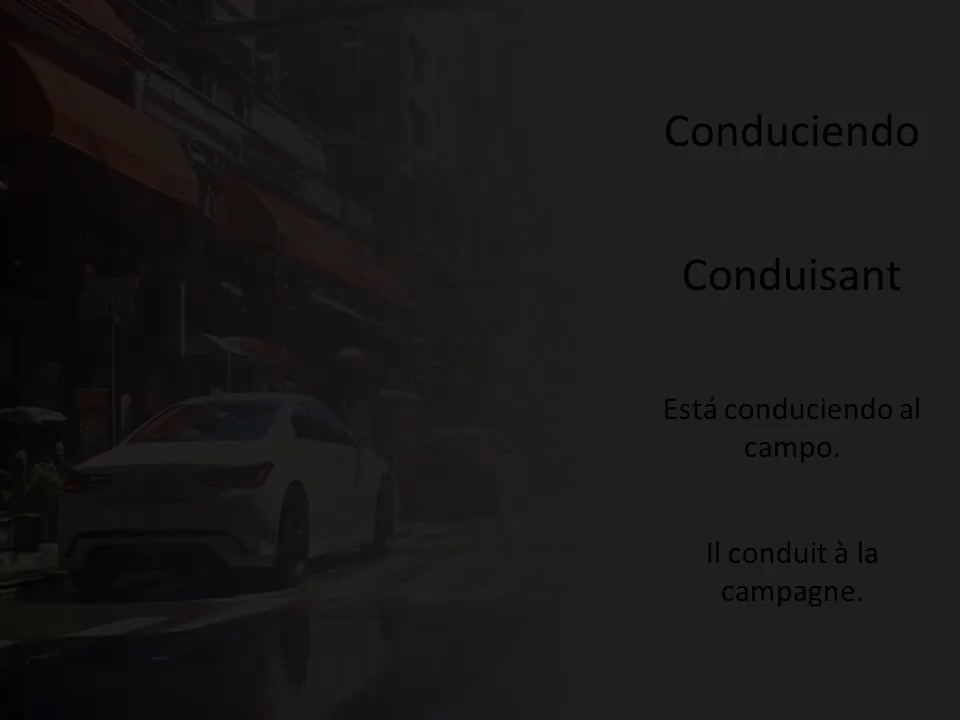 Conduciendo
Conduisant
Está conduciendo al
campo.
Il conduit à la
campagne.